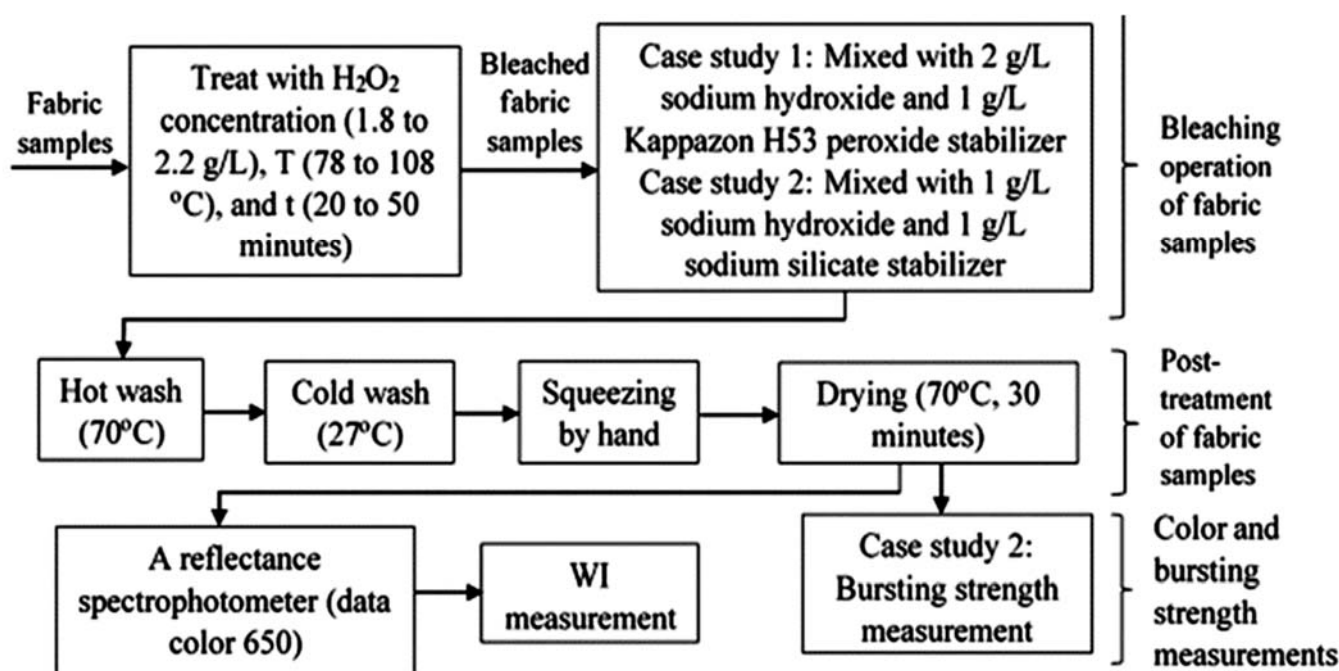 Fabric
samples
Treat with H₂O₂
concentration (1.8 to
2.2 g/L), T (78 to 108
ºC), and t (20 to 50
minutes)
Bleached
fabric
samples
Case study 1: Mixed with 2 g/L
sodium hydroxide and 1 g/L
Kappazon H53 peroxide stabilizer
Case study 2: Mixed with 1 g/L
sodium hydroxide and 1 g/L
sodium silicate stabilizer
Bleaching
operation
of fabric
samples
Hot wash
(70ºC)
Cold wash
(27ºC)
Squeezing
by hand
Drying (70ºC, 30
minutes)
Post-
treatment
of fabric
samples
A reflectance
spectrophotometer (data
color 650)
WI
measurement
Case study 2:
Bursting strength
measurement
Color and
bursting
strength
measurements